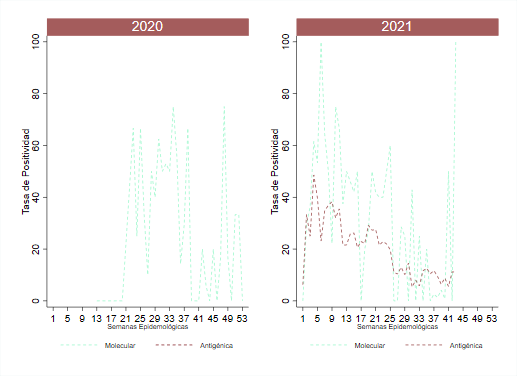 2020
Tasa de Positividad
100
80
60
40
20
0
1 5 9 13 17 21 25 29 33 37 41 45 49 53
Semanas Epidemológicas
Molecular Antigénica
2021
Tasa de Positividad
100
80
60
40
20
0
1 5 9 13 17 21 25 29 33 37 41 45 49 53
Semanas Epidemológicas
Molecular Antigénica